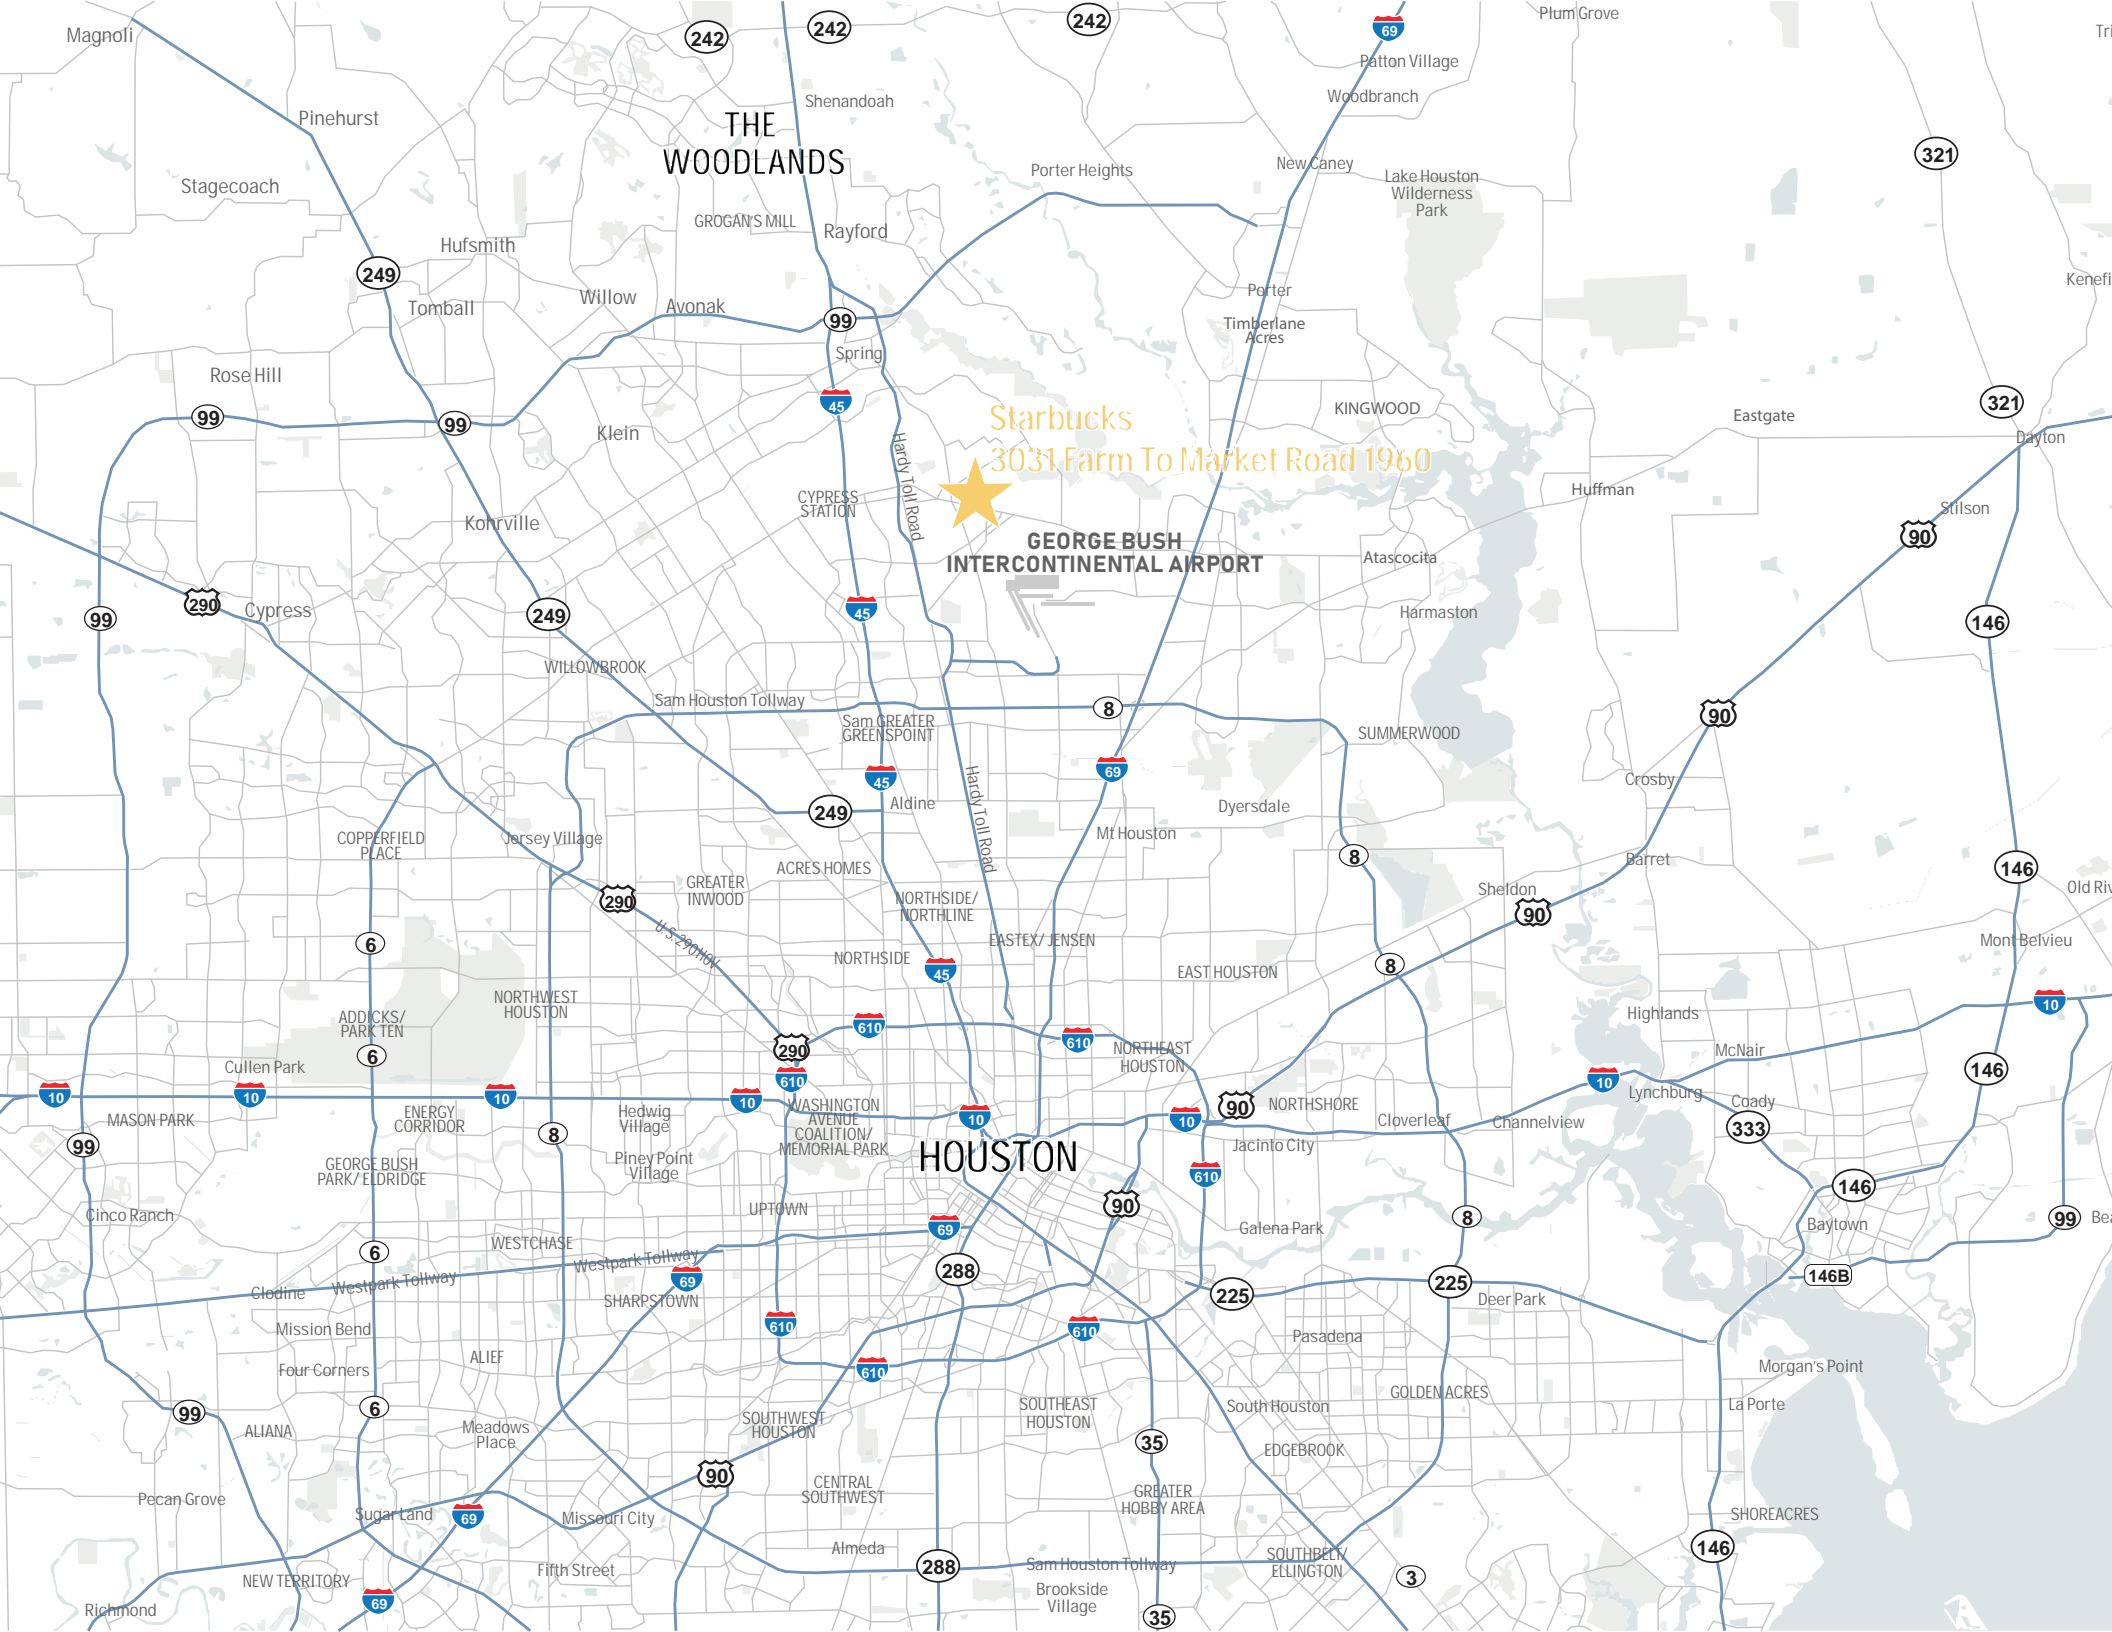 242
242
242
69
Plum Grove
Magnoli
Tri
Patton Village
Woodbranch
Shenandoah
Pinehurst
THE
WOODLANDS
321
New Caney
Porter Heights
Lake Houston
Wilderness
Park
Stagecoach
GROGAN'S MILL
Rayford
Hufsmith
249
Kenefi
Willow
Avonak
Tomball
Porter
99
Timberlane
Acres
Spring
Rose Hill
45
321
KINGWOOD
Eastgate
99
99
Starbucks
3031 Farm To Market Road 1960
Klein
Dayton
Hardy Toll Road
CYPRESS
STATION
Huffman
Stilson
Kohrville
90
GEORGE BUSH
INTERCONTINENTAL AIRPORT
Atascocita
290
Cypress
99
249
45
Harmaston
146
WILLOWBROOK
Sam Houston Tollway
8
90
Sam GREATER
GREENSPOINT
SUMMERWOOD
45
69
Crosby
Hardy Toll Road
249
Aldine
Dyersdale
Mt Houston
COPPERFIELD
PLACE
Jersey Village
8
Barret
ACRES HOMES
146
GREATER
INWOOD
290
Sheldon
Old Riv
NORTHSIDE/
NORTHLINE
90
U.S.290HOV
6
EASTEX/ JENSEN
Mont Belvieu
NORTHSIDE
45
EAST HOUSTON
8
NORTHWEST
HOUSTON
10
Highlands
ADDICKS/
PARK TEN
610
610
6
290
NORTHEAST
HOUSTON
McNair
Cullen Park
610
10
146
10
10
10
10
Lynchburg
Coady
MASON PARK
ENERGY
CORRIDOR
Hedwig
Village
WASHINGTON
AVENUE
COALITION/
MEMORIAL PARK
10
10
90
NORTHSHORE
Cloverleaf
Channelview
333
99
8
HOUSTON
Jacinto City
GEORGE BUSH
PARK/ ELDRIDGE
Piney Point
Village
610
146
90
Cinco Ranch
UPTOWN
69
Galena Park
8
Baytown
99
Bea
6
WESTCHASE
Westpark Tollway
Westpark Tollway
69
288
225
225
146B
Clodine
SHARPSTOWN
Deer Park
Mission Bend
610
610
Pasadena
ALIEF
Four Corners
610
Morgan's Point
GOLDEN ACRES
99
6
SOUTHEAST
HOUSTON
South Houston
La Porte
ALIANA
Meadows
Place
SOUTHWEST
HOUSTON
35
EDGEBROOK
90
CENTRAL
SOUTHWEST
GREATER
HOBBY AREA
Pecan Grove
Sugar Land
69
Missouri City
SHOREACRES
Almeda
146
288
Sam Houston Tollway
SOUTHBELT/
ELLINGTON
3
Fifth Street
NEW TERRITORY
Brookside
Village
69
Richmond
35